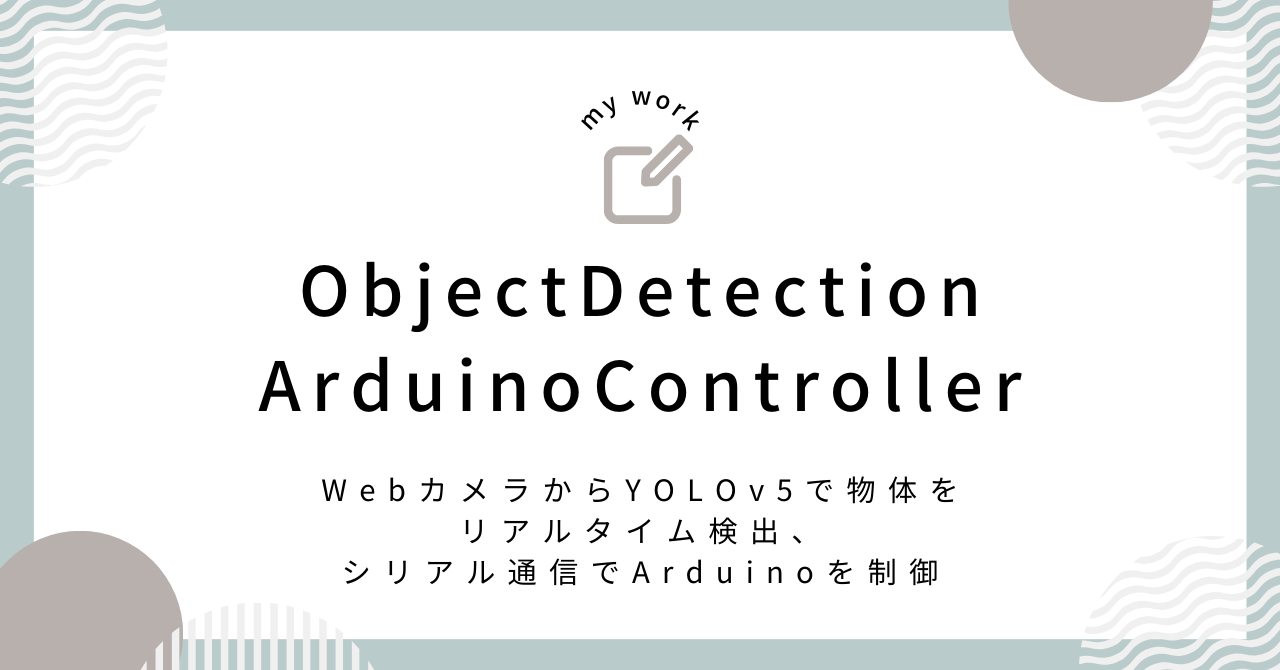 my work
ObjectDetection
ArduinoController
WebカメラからYOLOv5で物体を
リアルタイム検出、
シリアル通信でArduinoを制御